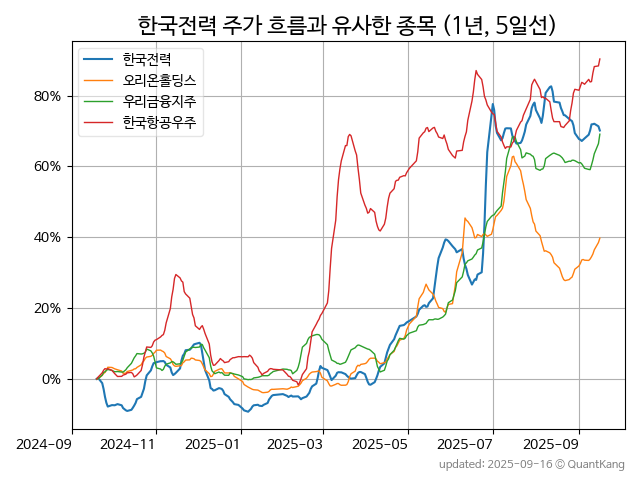 한국전력 주가 흐름과 유사한 종목 (1년, 5일선)
한국전력
오리온홀딩스
우리금융지주
한국항공우주
80%
60%
40%
20%
0%
2024-09
2024-11
2025-01
2025-03
2025-05
2025-07
2025-09
updated: 2025-09-16 © QuantKang